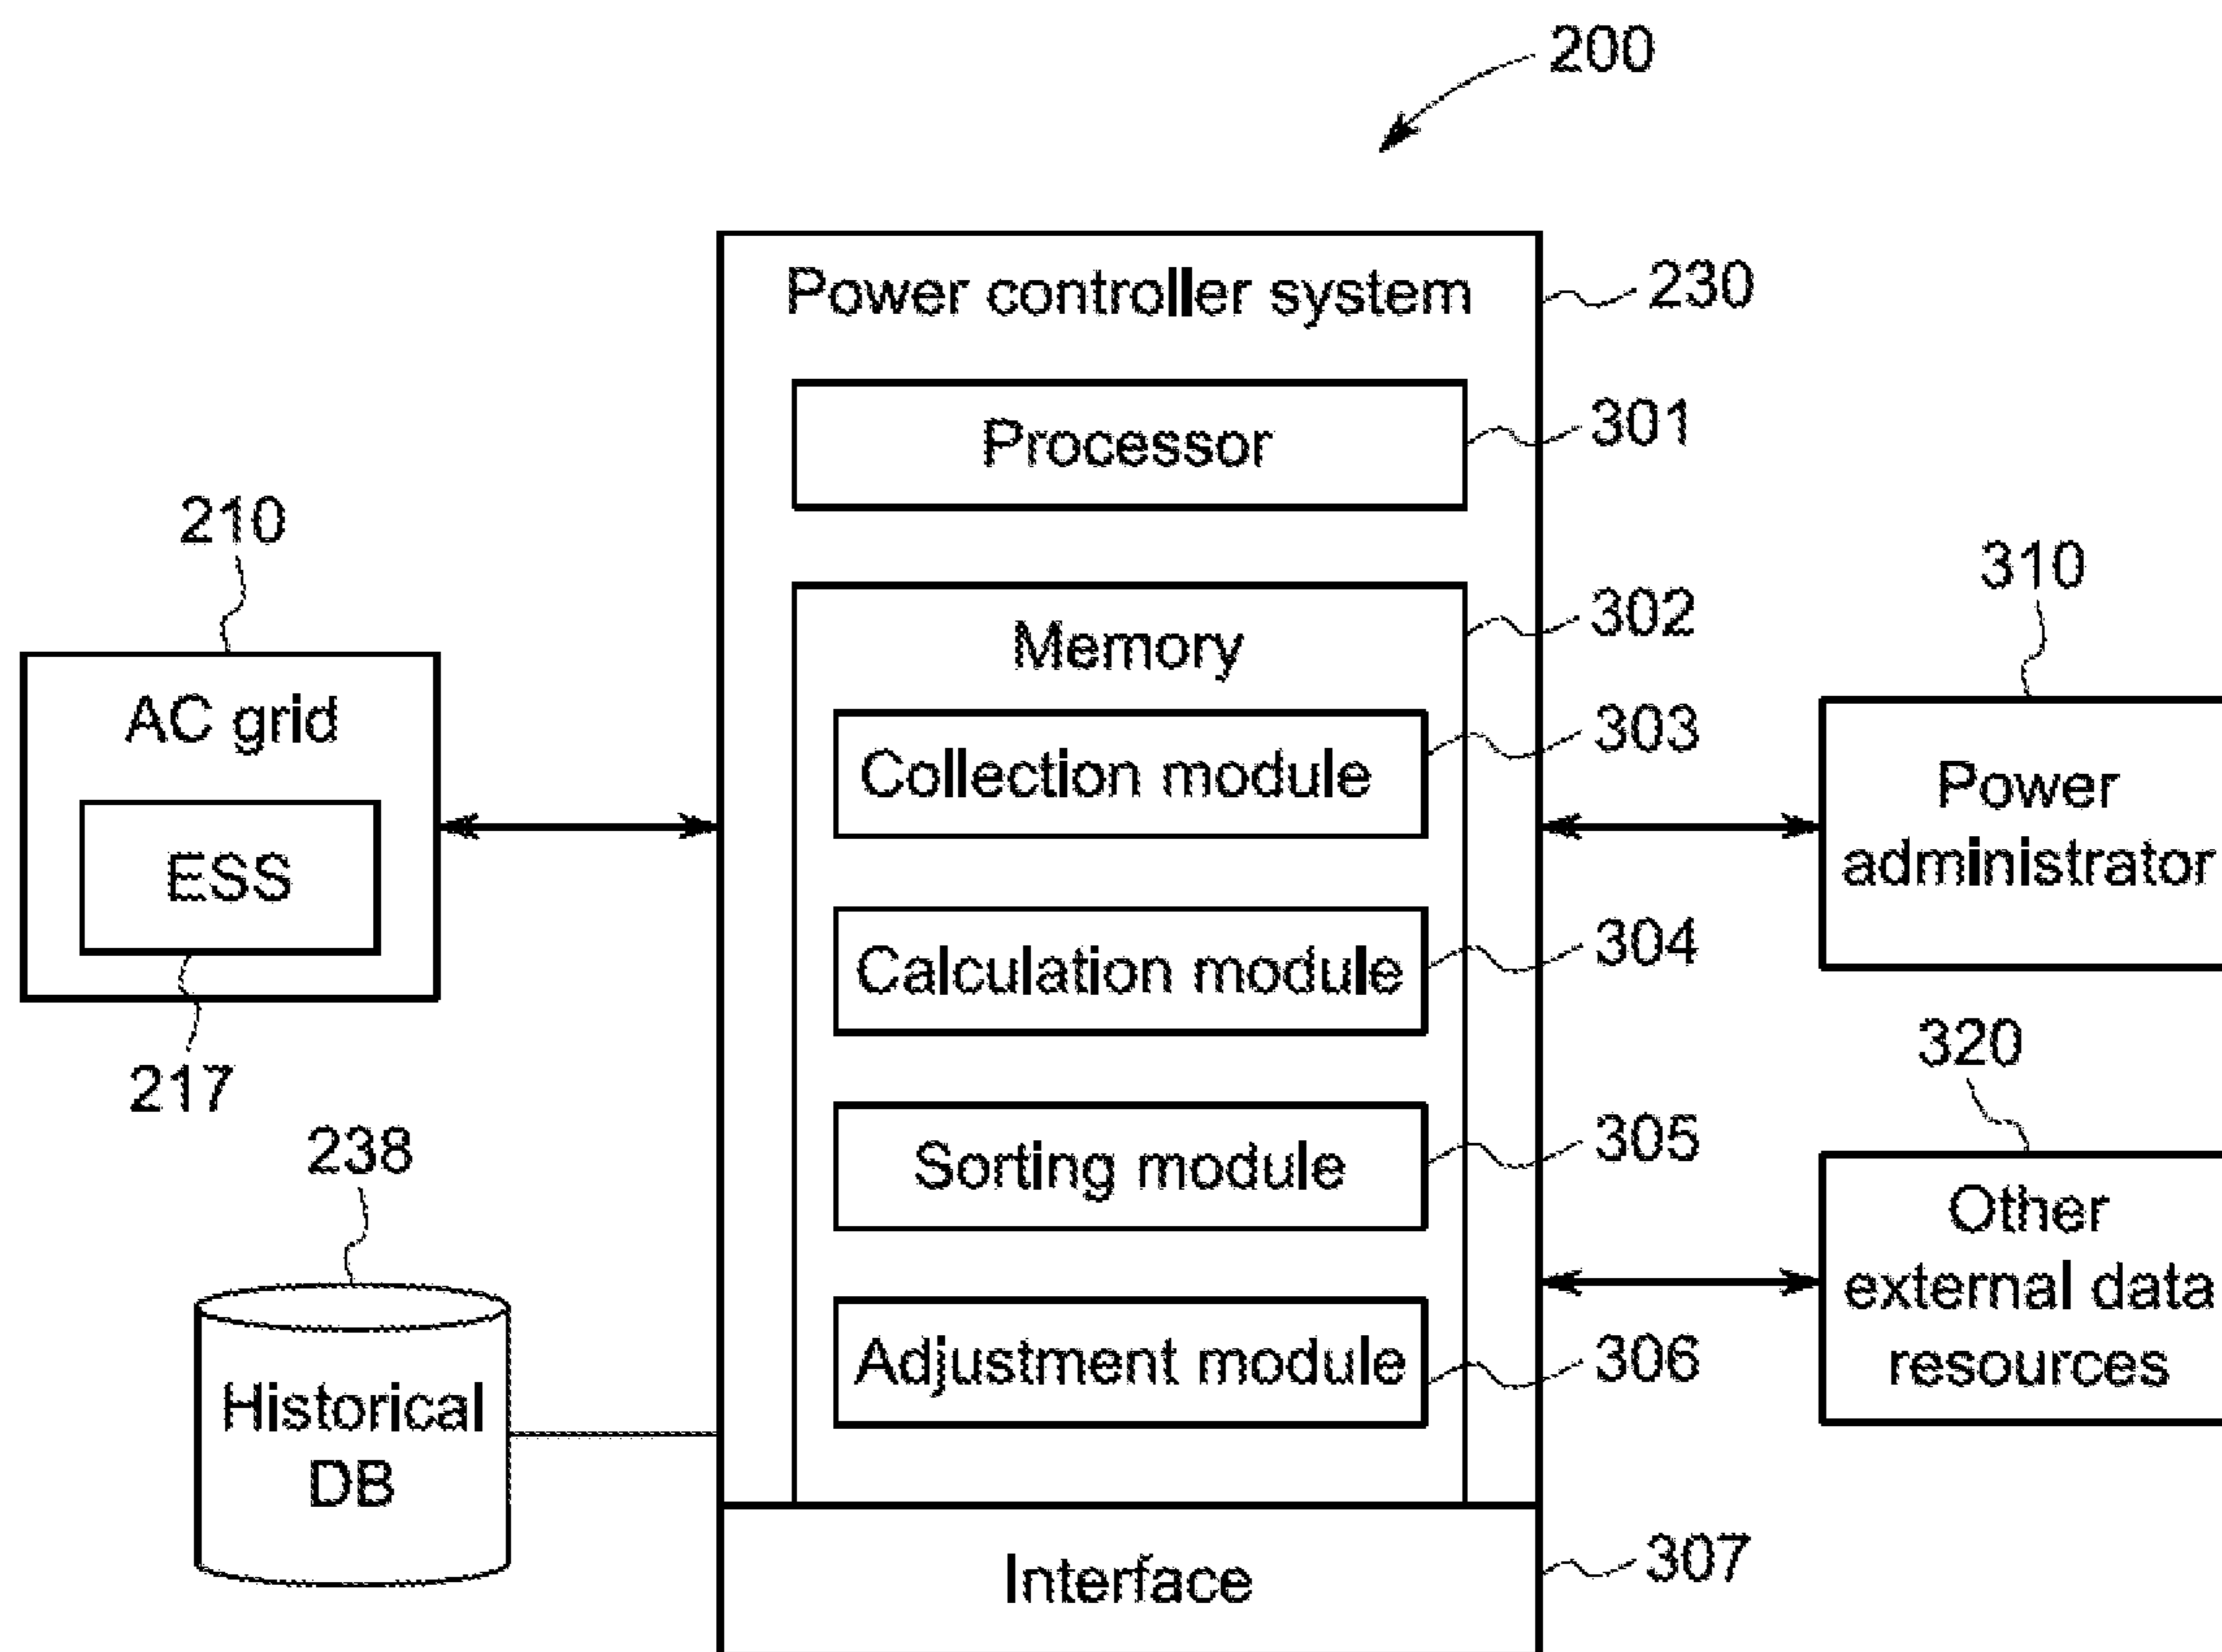 200
Power controller system
230
Processor
301
210
302
310
Memory
AC grid
303
Collection module
Power
administrator
ESS
304
Calculation module
320
217
238
305
Sorting module
Other
external data
resources
306
Adjustment module
Historical
DB
307
Interface